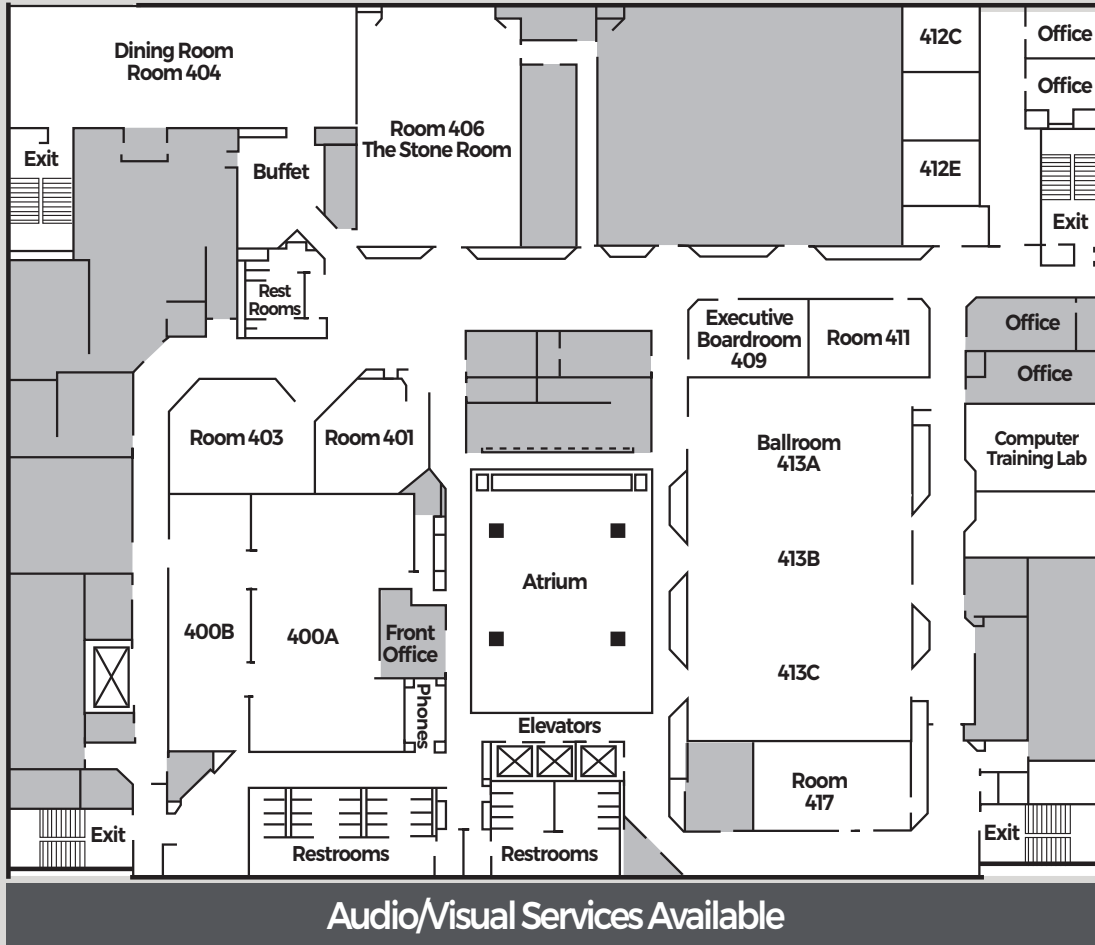 Dining Room
Room 404
412C
Office
Office
Room 406
The Stone Room
Exit
Buffet
412E
Exit
Rest
Rooms
Executive
Boardroom
409
Room 411
Office
Office
Room 403
Room 401
Ballroom
413A
Computer
Training Lab
413B
Atrium
400B
400A
Front
Office
413C
Phones
Elevators
Room
417
Exit
Restrooms
Restrooms
Exit
Audio/Visual Services Available